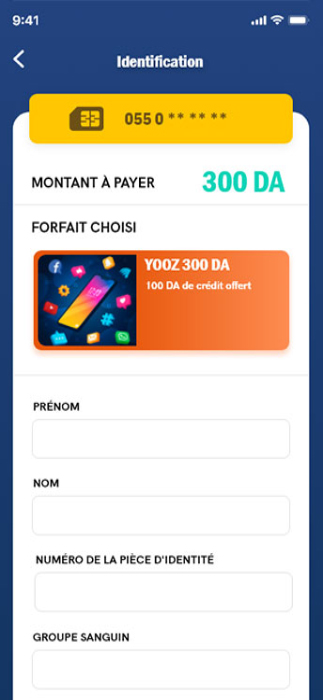 9:41
Identification
055 0 ** ** **
MONTANT À PAYER
300 DA
FORFAIT CHOISI
YOOZ 300 DA
100 DA de crédit offert
PRÉNOM
NOM
NUMÉRO DE LA PIÈCE D'IDENTITÉ
GROUPE SANGUIN